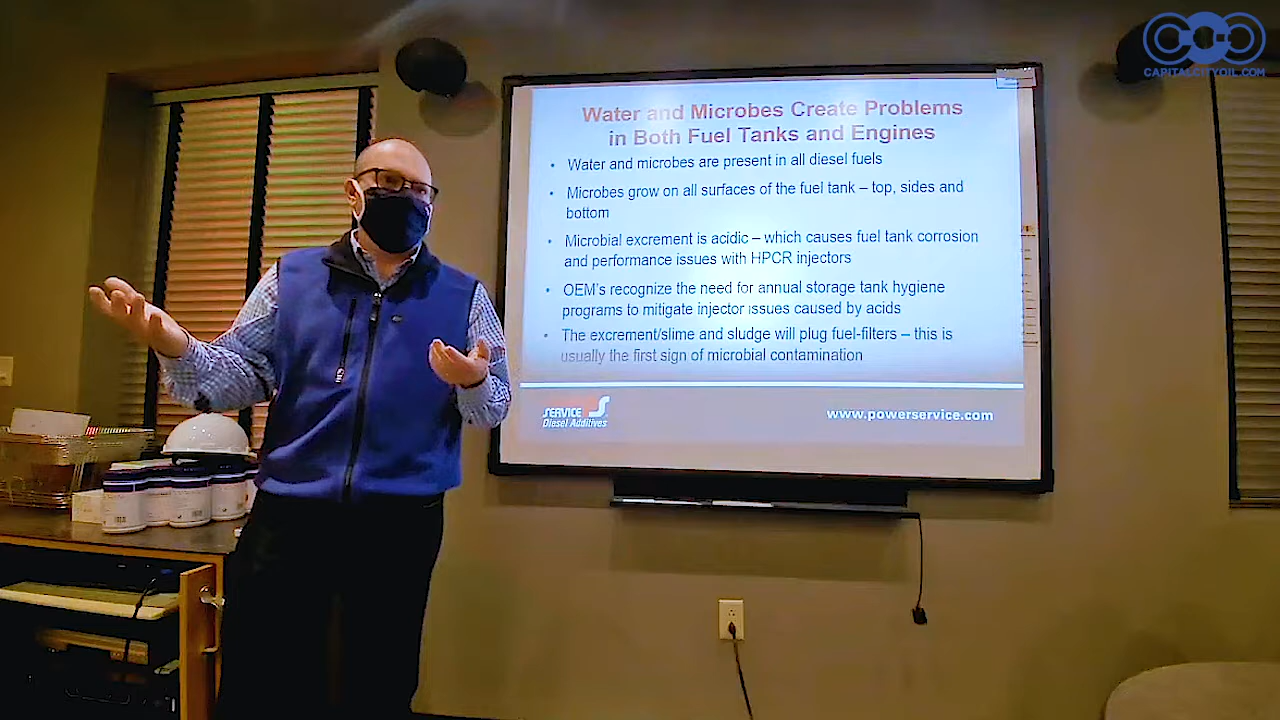 CAPITALCITYOIL.COM
Water and Microbes Create Problems
in Both Fuel Tanks and Engines
• Water and microbes are present in all diesel fuels
• Microbes grow on all surfaces of the fuel tank – top, sides and
bottom
• Microbial excrement is acidic – which causes fuel tank corrosion
and performance issues with HPCR injectors
• OEM's recognize the need for annual storage tank hygiene
programs to mitigate injector issues caused by acids
• The excrement/slime and sludge will plug fuel-filters – this is
usually the first sign of microbial contamination
SERVICE
Diesel Additives
www.powerservice.com